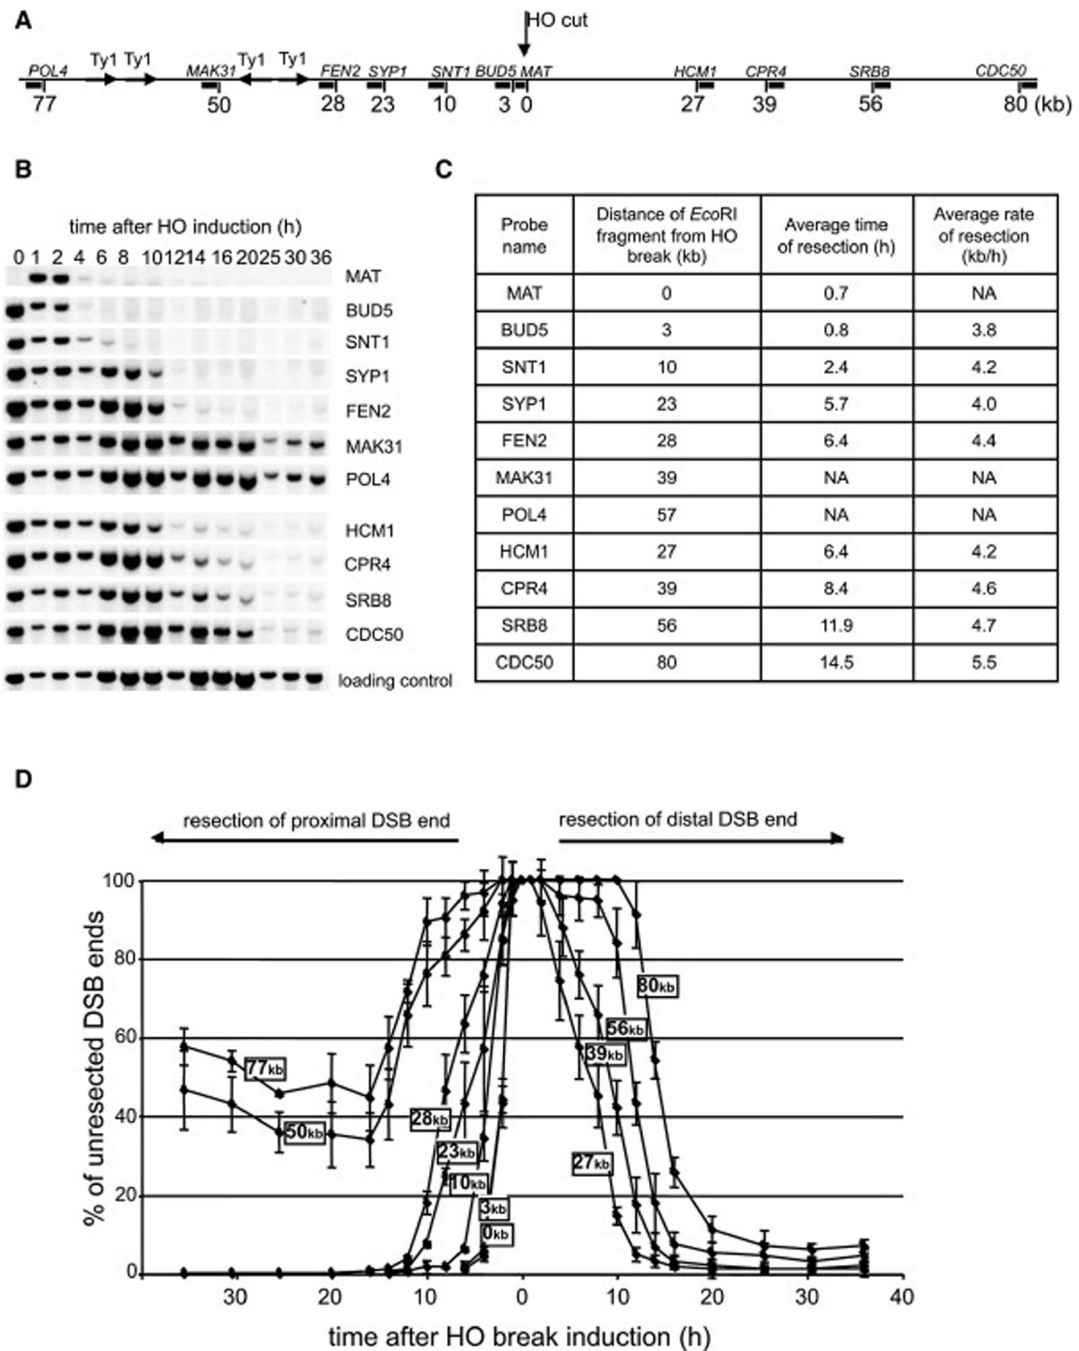 A
HO cut
Ty1 Ty1 Ty1 Ty1
POL4 MAK31 FEN2 SYP1 SNT1 BUD5 MAT HCM1 CPR4 SRB8 CDC50
77 50 28 23 10 3 0 27 39 56 80 (kb)
B
time after HO induction (h)
0 1 2 4 6 8 10 12 14 16 20 25 30 36
MAT
BUD5
SNT1
SYP1
FEN2
MAK31
POL4
HCM1
CPR4
SRB8
CDC50
loading control
C
Probe name Distance of EcoRI fragment from HO break (kb) Average time of resection (h) Average rate of resection (kb/h)
MAT 0 0.7 NA
BUD5 3 0.8 3.8
SNT1 10 2.4 4.2
SYP1 23 5.7 4.0
FEN2 28 6.4 4.4
MAK31 39 NA NA
POL4 57 NA NA
HCM1 27 6.4 4.2
CPR4 39 8.4 4.6
SRB8 56 11.9 4.7
CDC50 80 14.5 5.5
D
resection of proximal DSB end
resection of distal DSB end
% of unresected DSB ends
100
80
60
40
20
0
77kb
50kb
28kb
23kb
10kb
3kb
0kb
80kb
56kb
39kb
27kb
30 20 10 0 10 20 30 40
time after HO break induction (h)